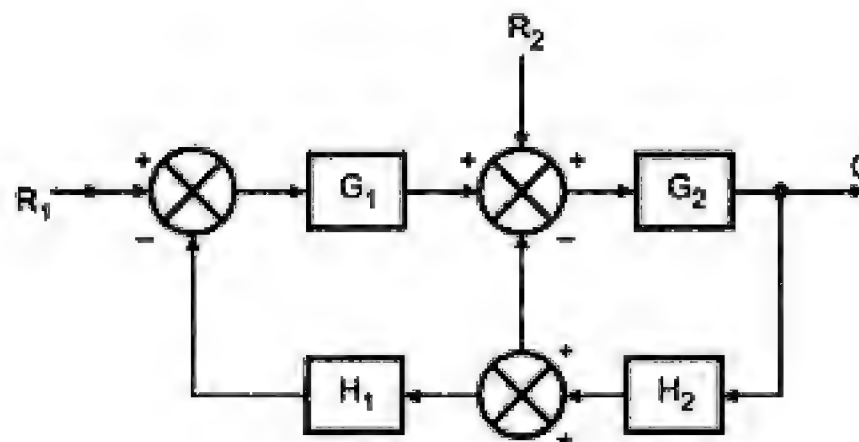 R2
+ + +
R1 G1 G2 C
− −
+
H1 H2
+